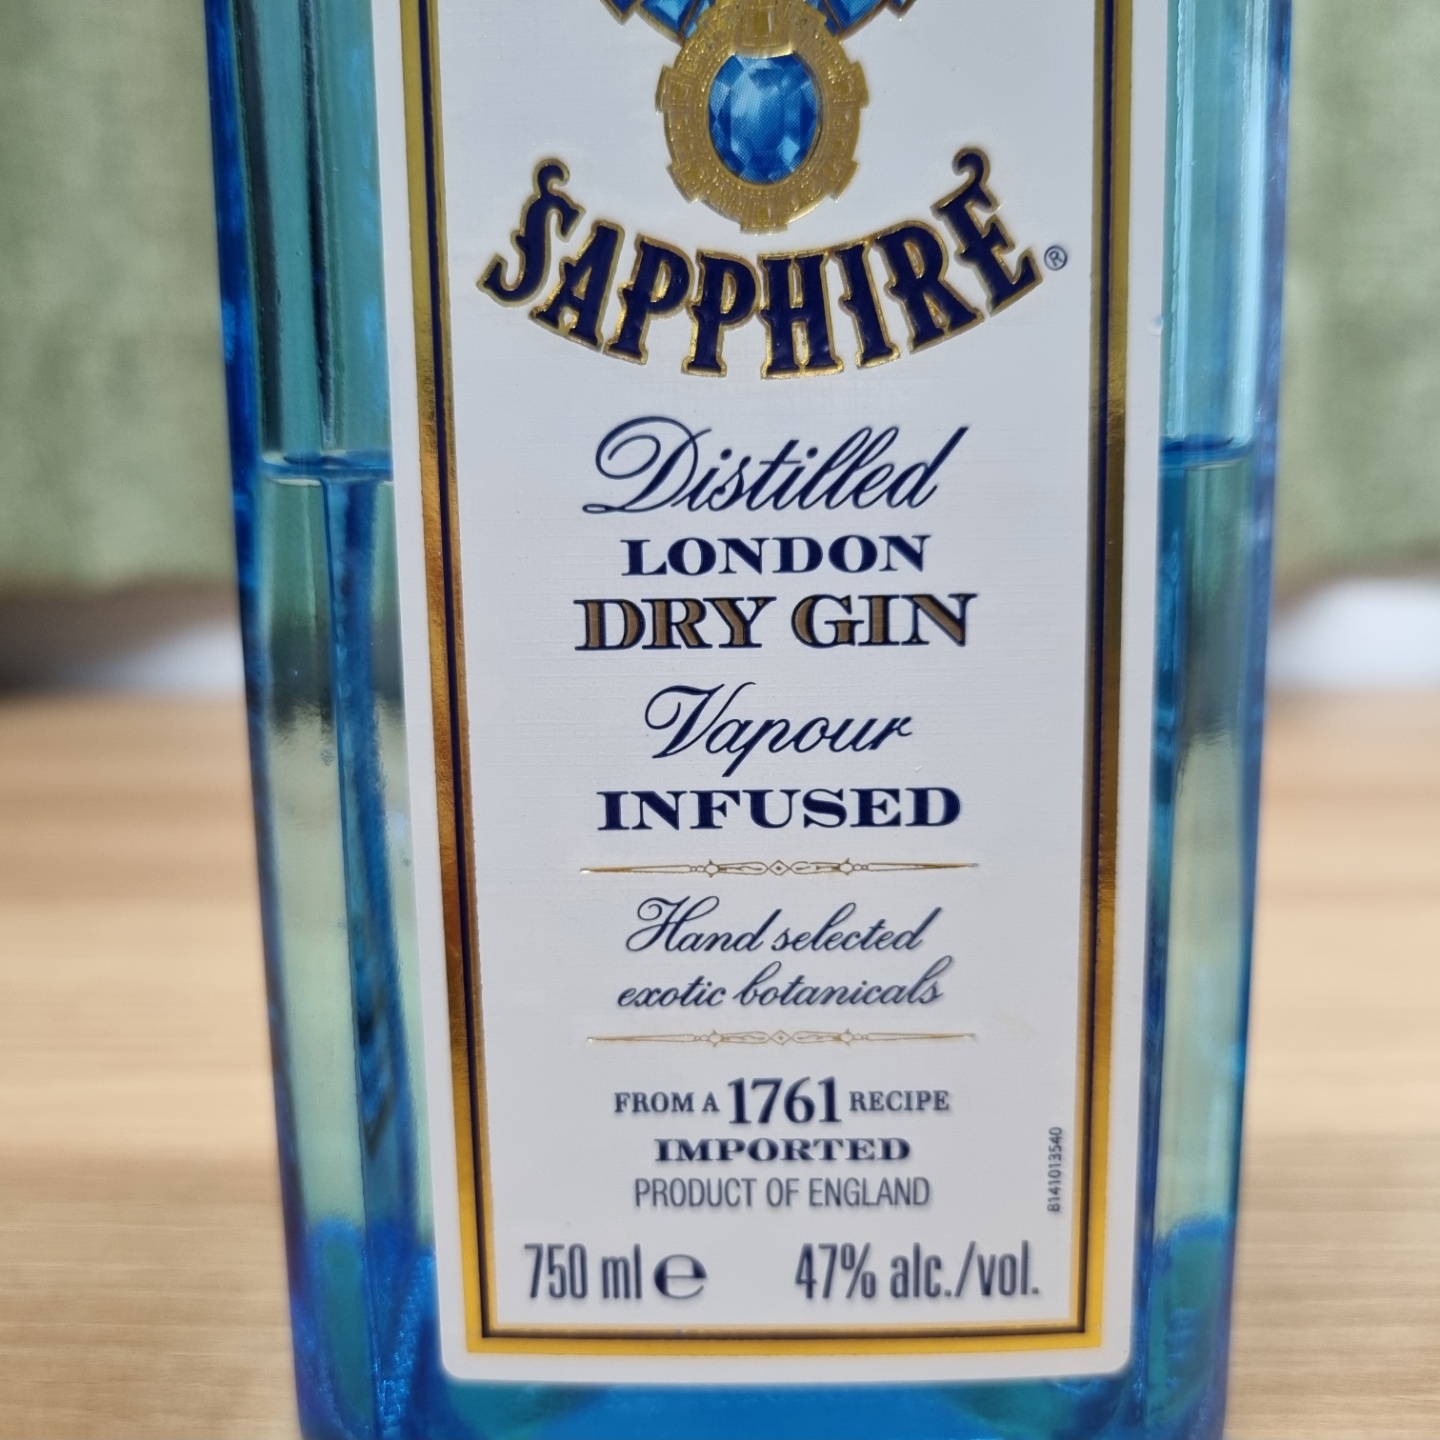 SAPPHIRE®
Distilled
LONDON
DRY GIN
Vapour
INFUSED
Hand selected
exotic botanicals
FROM A 1761 RECIPE
IMPORTED
PRODUCT OF ENGLAND
750 ml ℮ 47% alc./vol.
B141013540